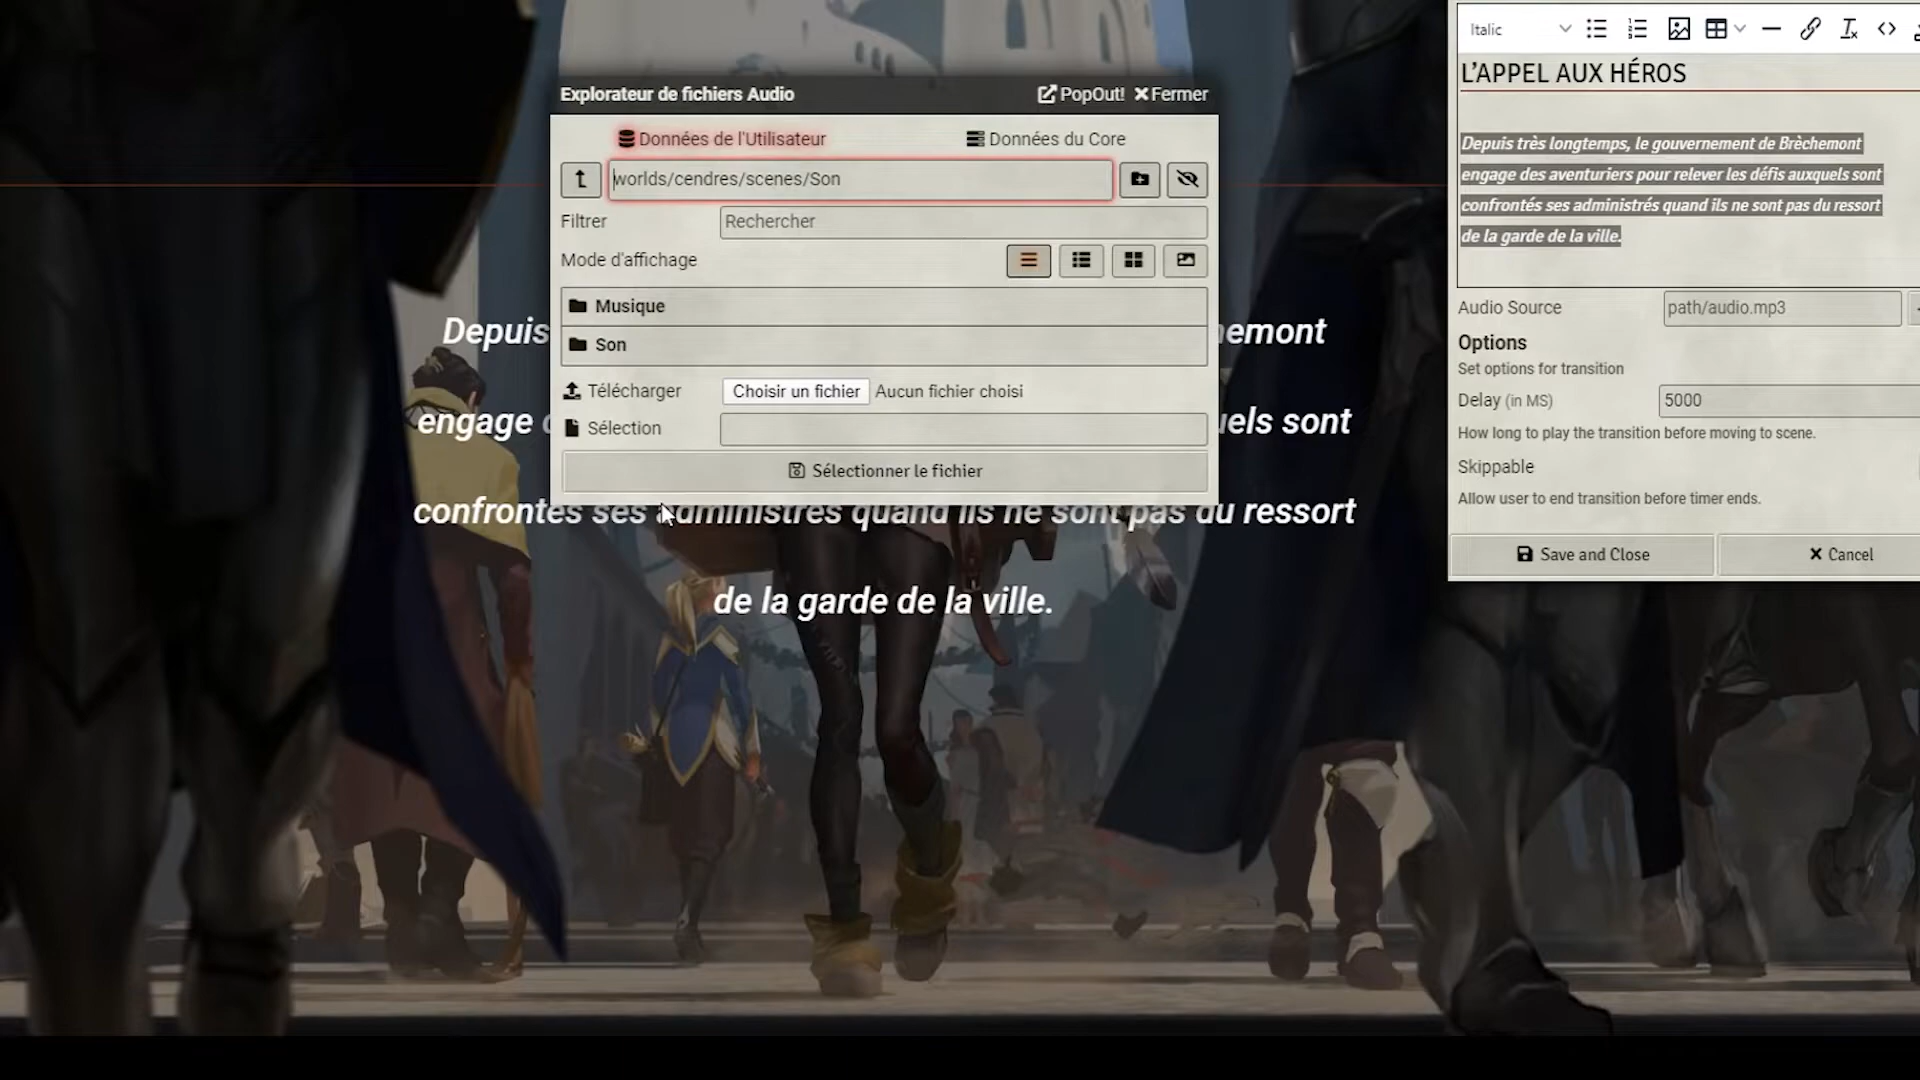 Explorateur de fichiers Audio
PopOut! Fermer
Données de l'Utilisateur
Données du Core
worlds/cendres/scenes/Son
Filtrer
Rechercher
Mode d'affichage
Musique
Son
Télécharger
Choisir un fichier Aucun fichier choisi
Sélection
Sélectionner le fichier
Depuis
emont
engage
uels sont
confrontés ses administrés quand ils ne sont pas du ressort
de la garde de la ville.
Italic
L'APPEL AUX HÉROS
Depuis très longtemps, le gouvernement de Brèchemont
engage des aventuriers pour relever les défis auxquels sont
confrontés ses administrés quand ils ne sont pas du ressort
de la garde de la ville.
Audio Source
path/audio.mp3
Options
Set options for transition
Delay (in MS)
5000
How long to play the transition before moving to scene.
Skippable
Allow user to end transition before timer ends.
Save and Close
Cancel